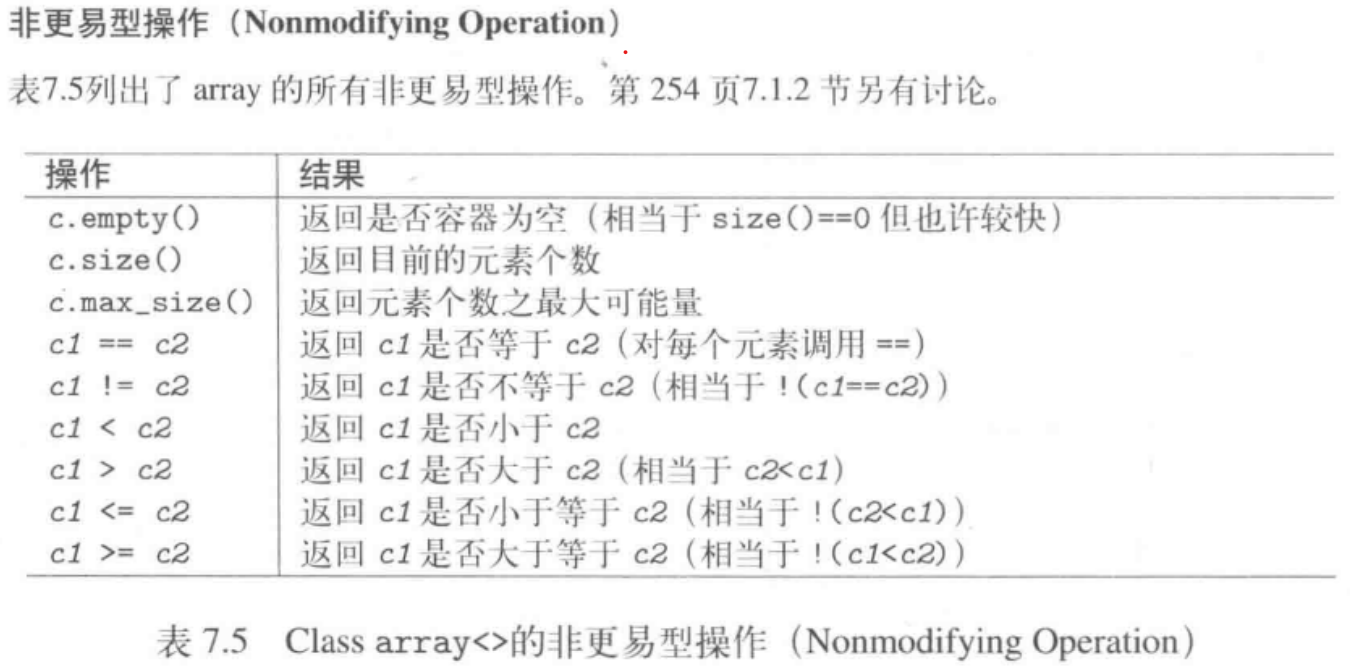 非更易型操作（Nonmodifying Operation）
表7.5列出了 array 的所有非更易型操作。第 254 页7.1.2 节另有讨论。
操作 结果
c.empty() 返回是否容器为空（相当于 size()==0 但也许较快）
c.size() 返回目前的元素个数
c.max_size() 返回元素个数之最大可能量
c1 == c2 返回 c1 是否等于 c2（对每个元素调用 ==）
c1 != c2 返回 c1 是否不等于 c2（相当于 !(c1==c2)）
c1 < c2 返回 c1 是否小于 c2
c1 > c2 返回 c1 是否大于 c2（相当于 c2<c1）
c1 <= c2 返回 c1 是否小于等于 c2（相当于 !(c2<c1)）
c1 >= c2 返回 c1 是否大于等于 c2（相当于 !(c1<c2)）
表 7.5 Class array<>的非更易型操作（Nonmodifying Operation）